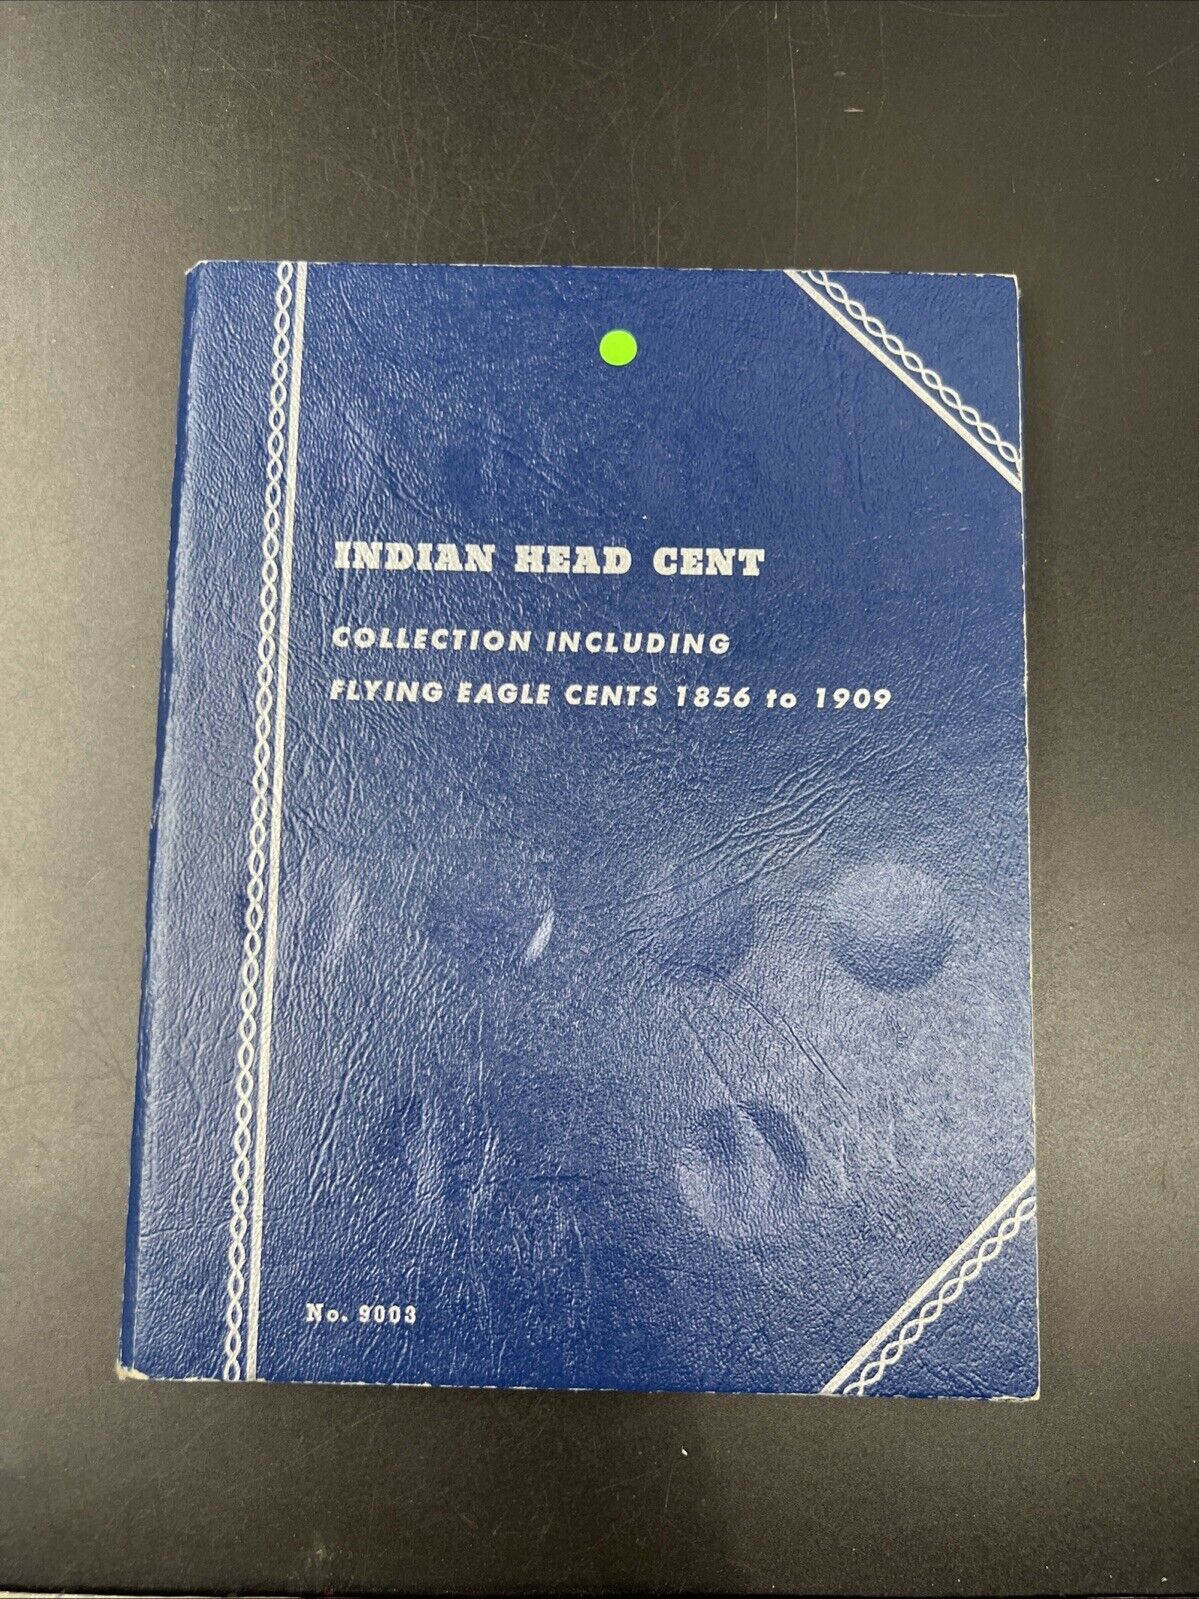 INDIAN HEAD CENT
COLLECTION INCLUDING
FLYING EAGLE CENTS 1856 to 1909
No. 9003